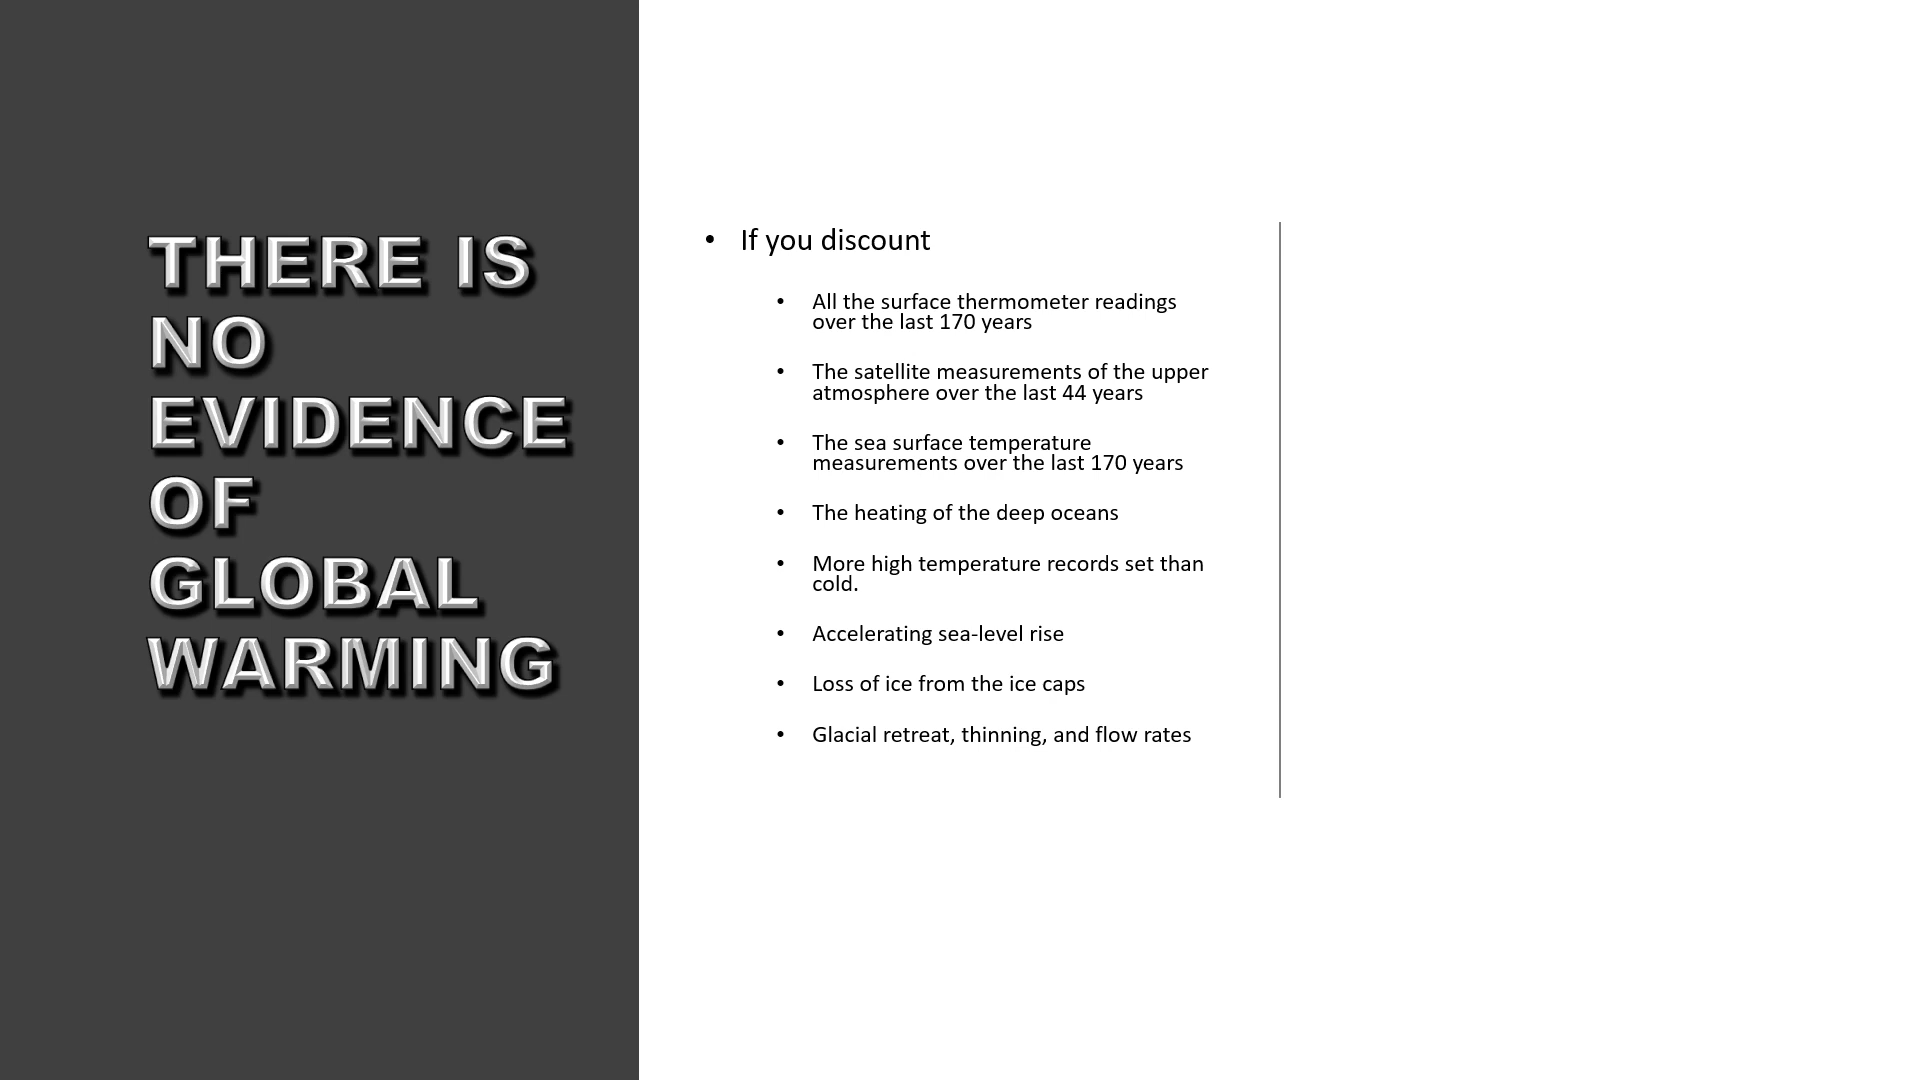 THERE IS
NO
EVIDENCE
OF
GLOBAL
WARMING
• If you discount
• All the surface thermometer readings
over the last 170 years
• The satellite measurements of the upper
atmosphere over the last 44 years
• The sea surface temperature
measurements over the last 170 years
• The heating of the deep oceans
• More high temperature records set than
cold.
• Accelerating sea-level rise
• Loss of ice from the ice caps
• Glacial retreat, thinning, and flow rates